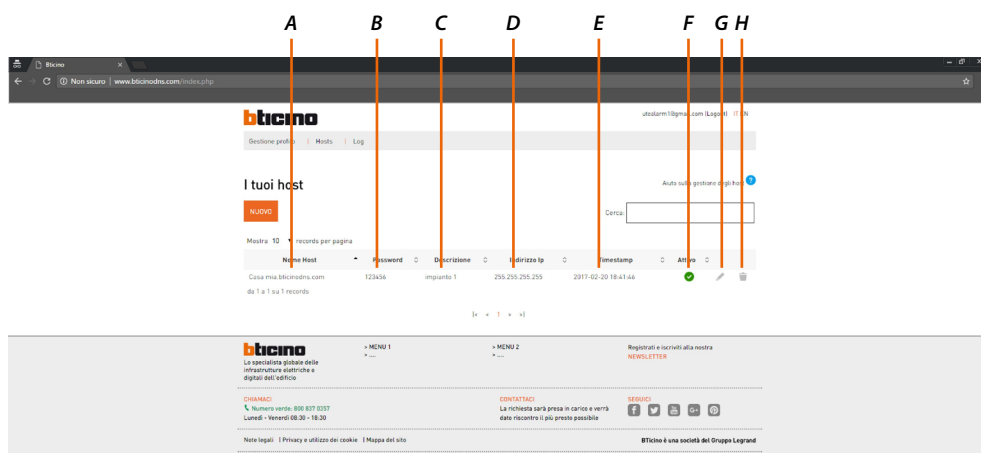 A B C D E F G H
Bticino
Non sicuro | www.bticinodns.com/index.php
bticino
utealarm1@gmail.com (Logout) IT EN
Gestione profilo | Hosts | Log
I tuoi host
Aiuto sulla gestione degli host ?
NUOVO
Cerca:
Mostra 10 records per pagina
Nome Host Password Descrizione Indirizzo Ip Timestamp Attivo
Casa mia.bticinodns.com 123456 impianto 1 255.255.255.255 2017-02-20 18:41:46
da 1 a 1 su 1 records
|« « 1 » »|
bticino
Lo specialista globale delle
infrastrutture elettriche e
digitali dell'edificio
> MENU 1
> ....
> MENU 2
> ....
Registrati e iscriviti alla nostra
NEWSLETTER
CHIAMACI
Numero verde: 800 837 0357
Lunedì - Venerdì 08:30 - 18:30
CONTATTACI
La richiesta sarà presa in carico e verrà
dato riscontro il più presto possibile
SEGUICI
Note legali | Privacy e utilizzo dei cookie | Mappa del sito
BTicino è una società del Gruppo Legrand